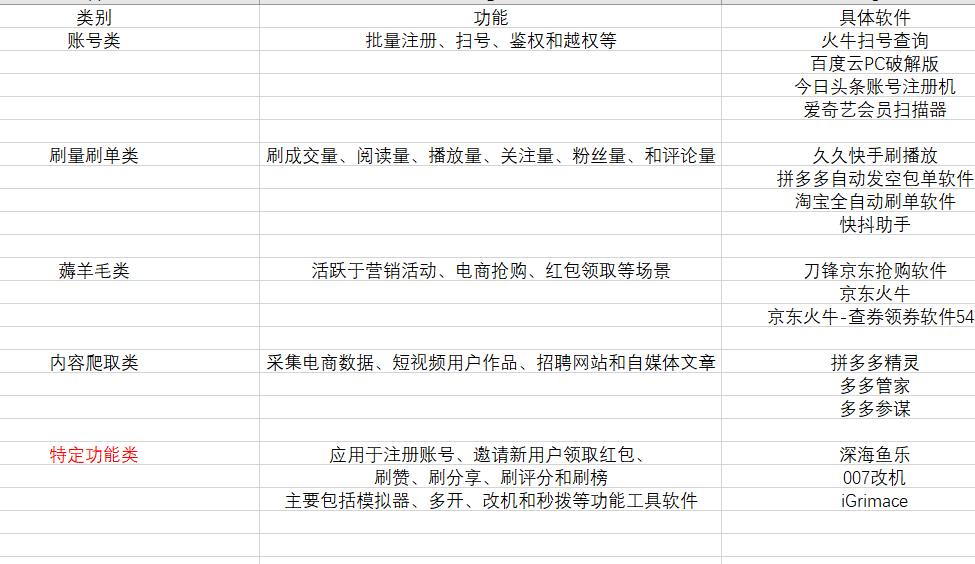 类别 功能 具体软件
账号类 批量注册、扫号、鉴权和越权等 火牛扫号查询
百度云PC破解版
今日头条账号注册机
爱奇艺会员扫描器
刷量刷单类 刷成交量、阅读量、播放量、关注量、粉丝量、和评论量 久久快手刷播放
拼多多自动发空包单软件
淘宝全自动刷单软件
快抖助手
薅羊毛类 活跃于营销活动、电商抢购、红包领取等场景 刀锋京东抢购软件
京东火牛
京东火牛-查券领券软件54
内容爬取类 采集电商数据、短视频用户作品、招聘网站和自媒体文章 拼多多精灵
多多管家
多多参谋
特定功能类 应用于注册账号、邀请新用户领取红包、 深海鱼乐
刷赞、刷分享、刷评分和刷榜 007改机
主要包括模拟器、多开、改机和秒拨等功能工具软件 iGrimace